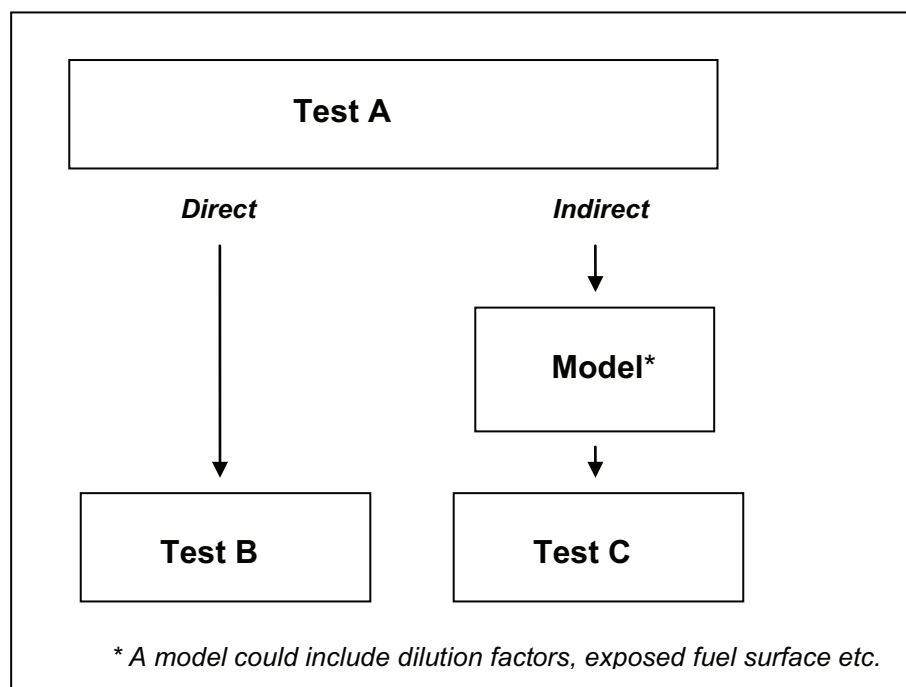 Test A
Direct
Indirect
Model*
Test B
Test C
* A model could include dilution factors, exposed fuel surface etc.